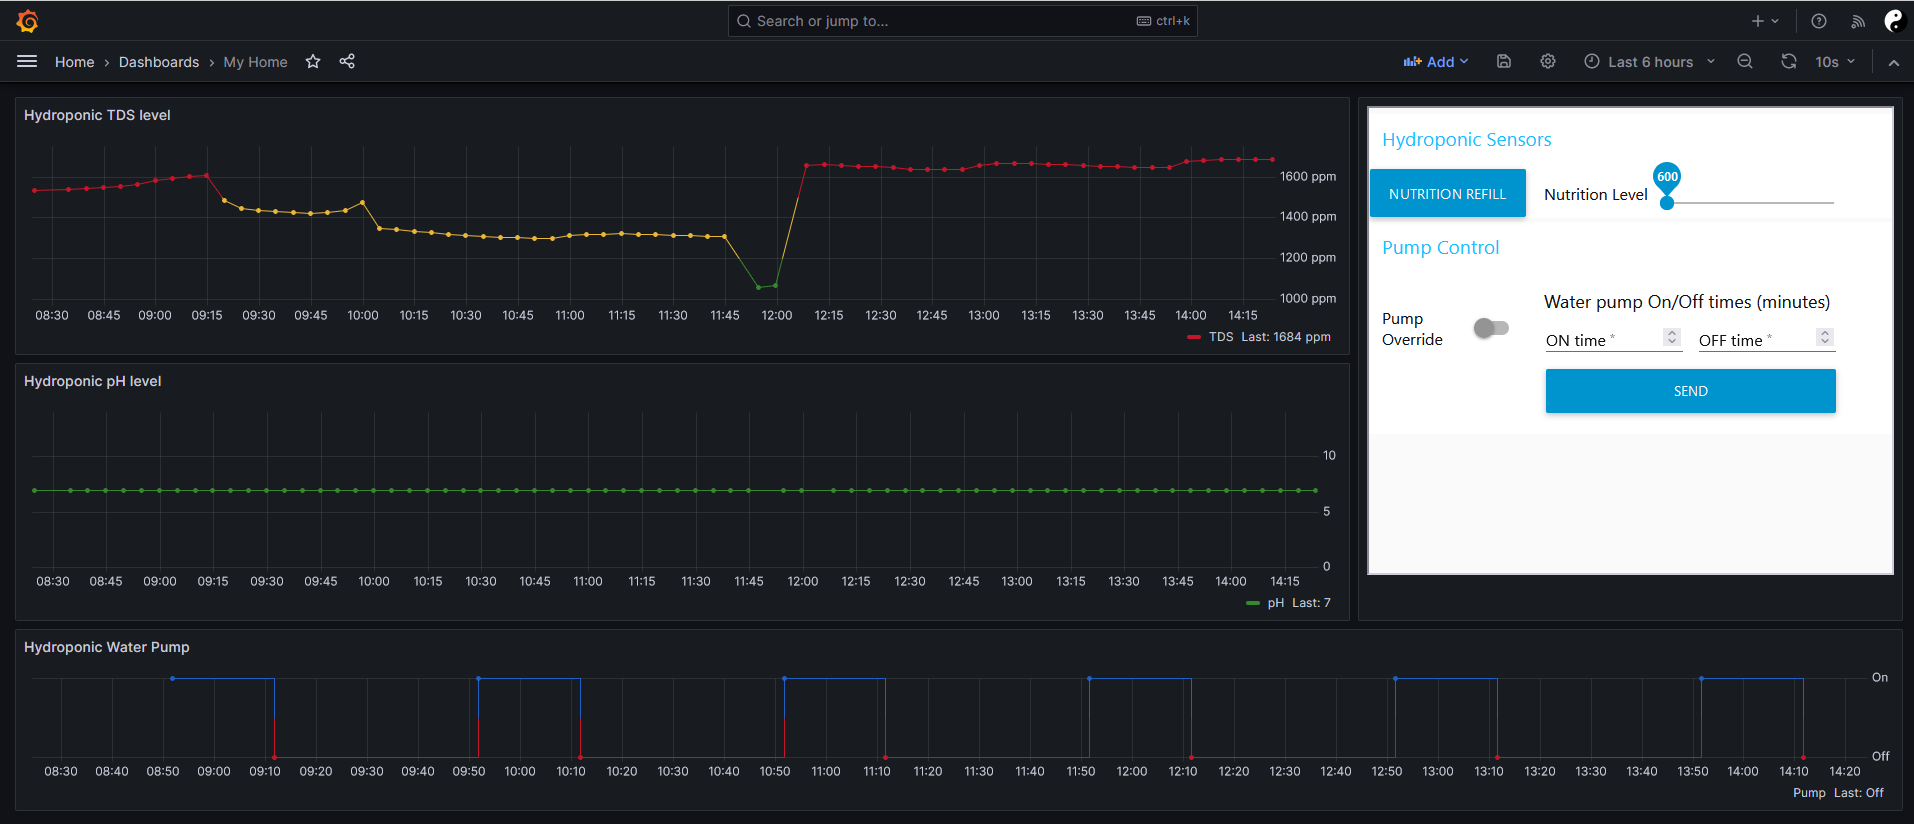 Search or jump to... ctrl+k
Home › Dashboards › My Home Add Last 6 hours 10s
Hydroponic TDS level
1600 ppm
1400 ppm
1200 ppm
1000 ppm
08:30 08:45 09:00 09:15 09:30 09:45 10:00 10:15 10:30 10:45 11:00 11:15 11:30 11:45 12:00 12:15 12:30 12:45 13:00 13:15 13:30 13:45 14:00 14:15
TDS Last: 1684 ppm
Hydroponic pH level
10
5
0
08:30 08:45 09:00 09:15 09:30 09:45 10:00 10:15 10:30 10:45 11:00 11:15 11:30 11:45 12:00 12:15 12:30 12:45 13:00 13:15 13:30 13:45 14:00 14:15
pH Last: 7
Hydroponic Sensors
600
NUTRITION REFILL Nutrition Level
Pump Control
Water pump On/Off times (minutes)
Pump
Override
ON time * OFF time *
SEND
Hydroponic Water Pump
On
Off
08:30 08:40 08:50 09:00 09:10 09:20 09:30 09:40 09:50 10:00 10:10 10:20 10:30 10:40 10:50 11:00 11:10 11:20 11:30 11:40 11:50 12:00 12:10 12:20 12:30 12:40 12:50 13:00 13:10 13:20 13:30 13:40 13:50 14:00 14:10 14:20
Pump Last: Off